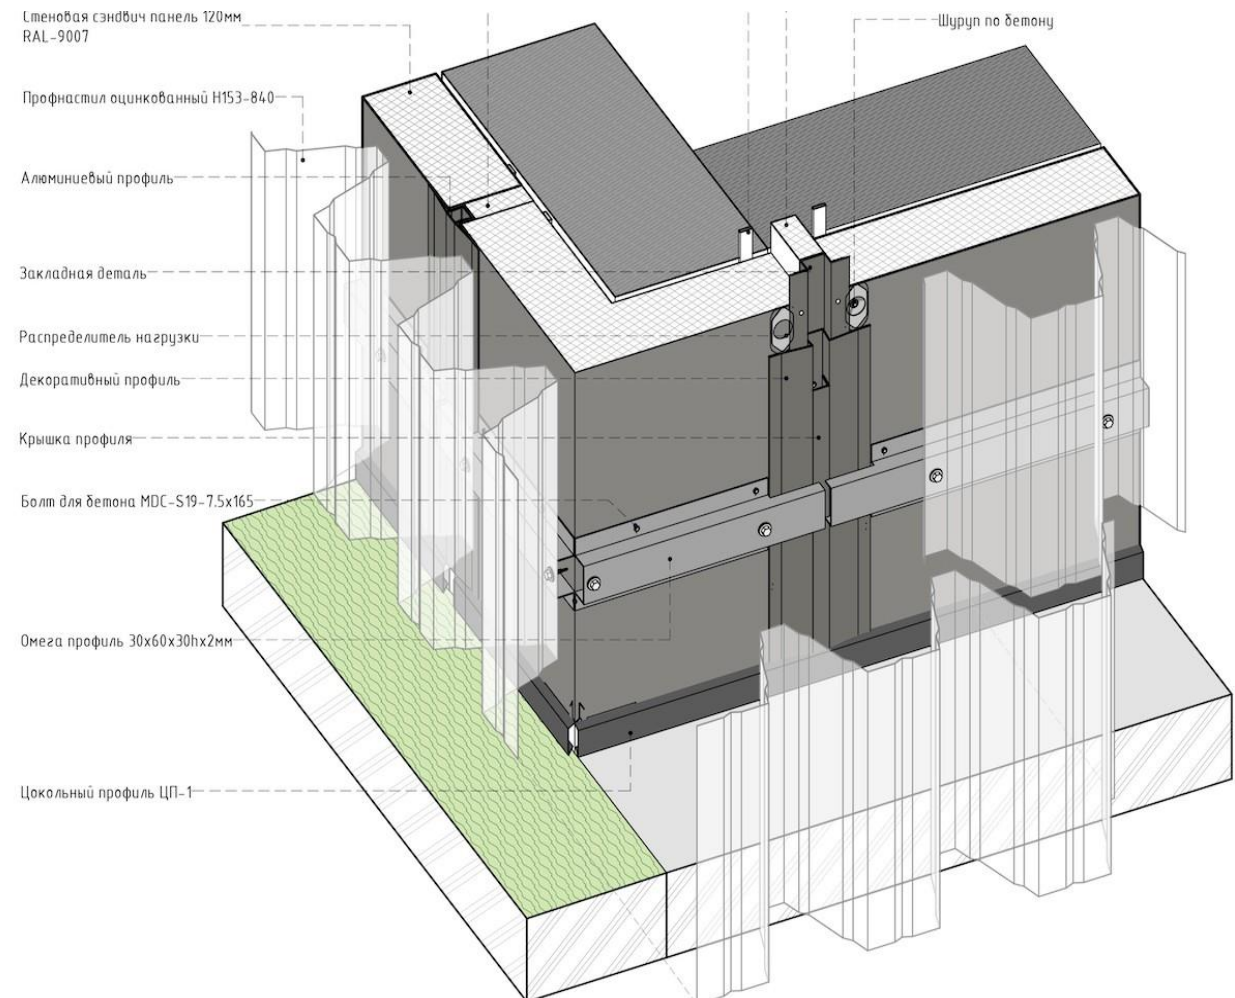 Стеновая сэндвич панель 120мм
RAL-9007
Шуруп по бетону
Профнастил оцинкованный Н153-840
Алюминиевый профиль
Закладная деталь
Распределитель нагрузки
Декоративный профиль
Крышка профиля
Болт для бетона MDC-S19-7.5x165
Омега профиль 30х60х30hх2мм
Цокольный профиль ЦП-1